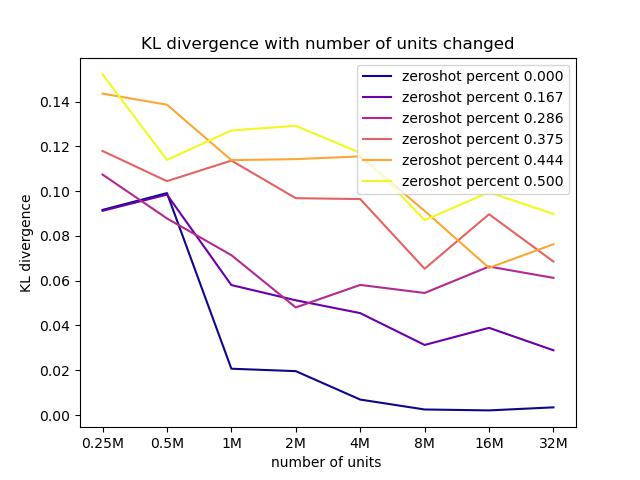 KL divergence with number of units changed
zeroshot percent 0.000
zeroshot percent 0.167
zeroshot percent 0.286
zeroshot percent 0.375
zeroshot percent 0.444
zeroshot percent 0.500
KL divergence
0.14
0.12
0.10
0.08
0.06
0.04
0.02
0.00
0.25M 0.5M 1M 2M 4M 8M 16M 32M
number of units